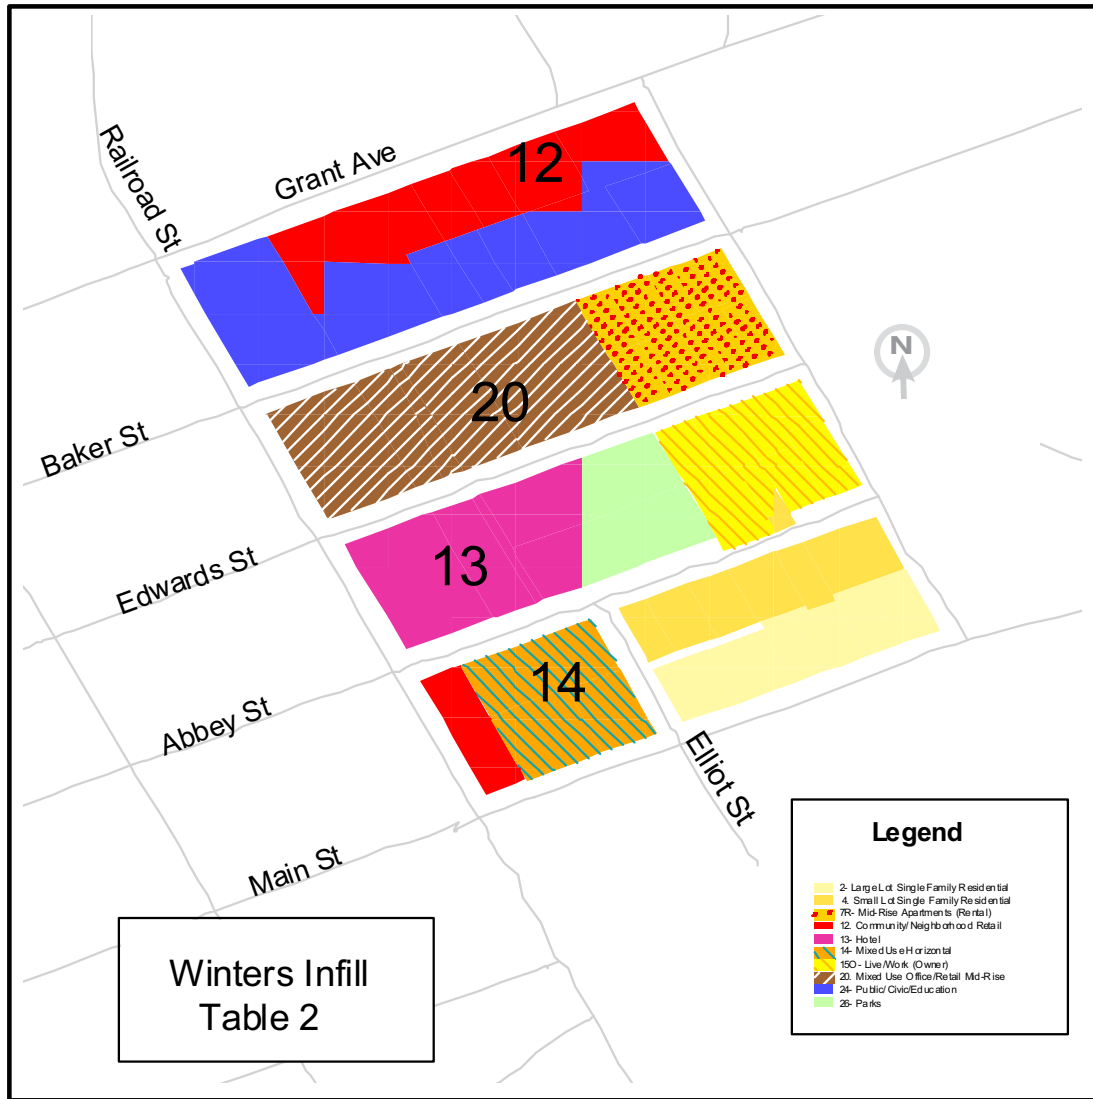 Railroad St
Grant Ave
12
N
20
Baker St
13
Edwards St
14
Abbey St
Elliot St
Main St
Legend
2- Large Lot Single Family Residential
4. Small Lot Single Family Residential
7R- Mid-Rise Apartments (Rental)
12. Community/Neighborhood Retail
13- Hotel
14- Mixed Use Horizontal
15O - Live/Work (Owner)
20. Mixed Use Office/Retail Mid-Rise
24- Public/Civic/Education
26- Parks
Winters Infill
Table 2